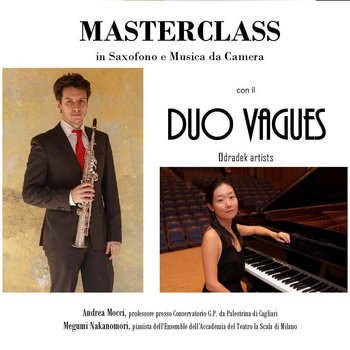 MASTERCLASS
in Saxofono e Musica da Camera
con il
DUO VAGUES
Odradek artists
Andrea Mocci, professore presso Conservatorio G.P. da Palestrina di Cagliari
Megumi Nakanomori, pianista dell'Ensemble dell'Accademia del Teatro la Scala di Milano